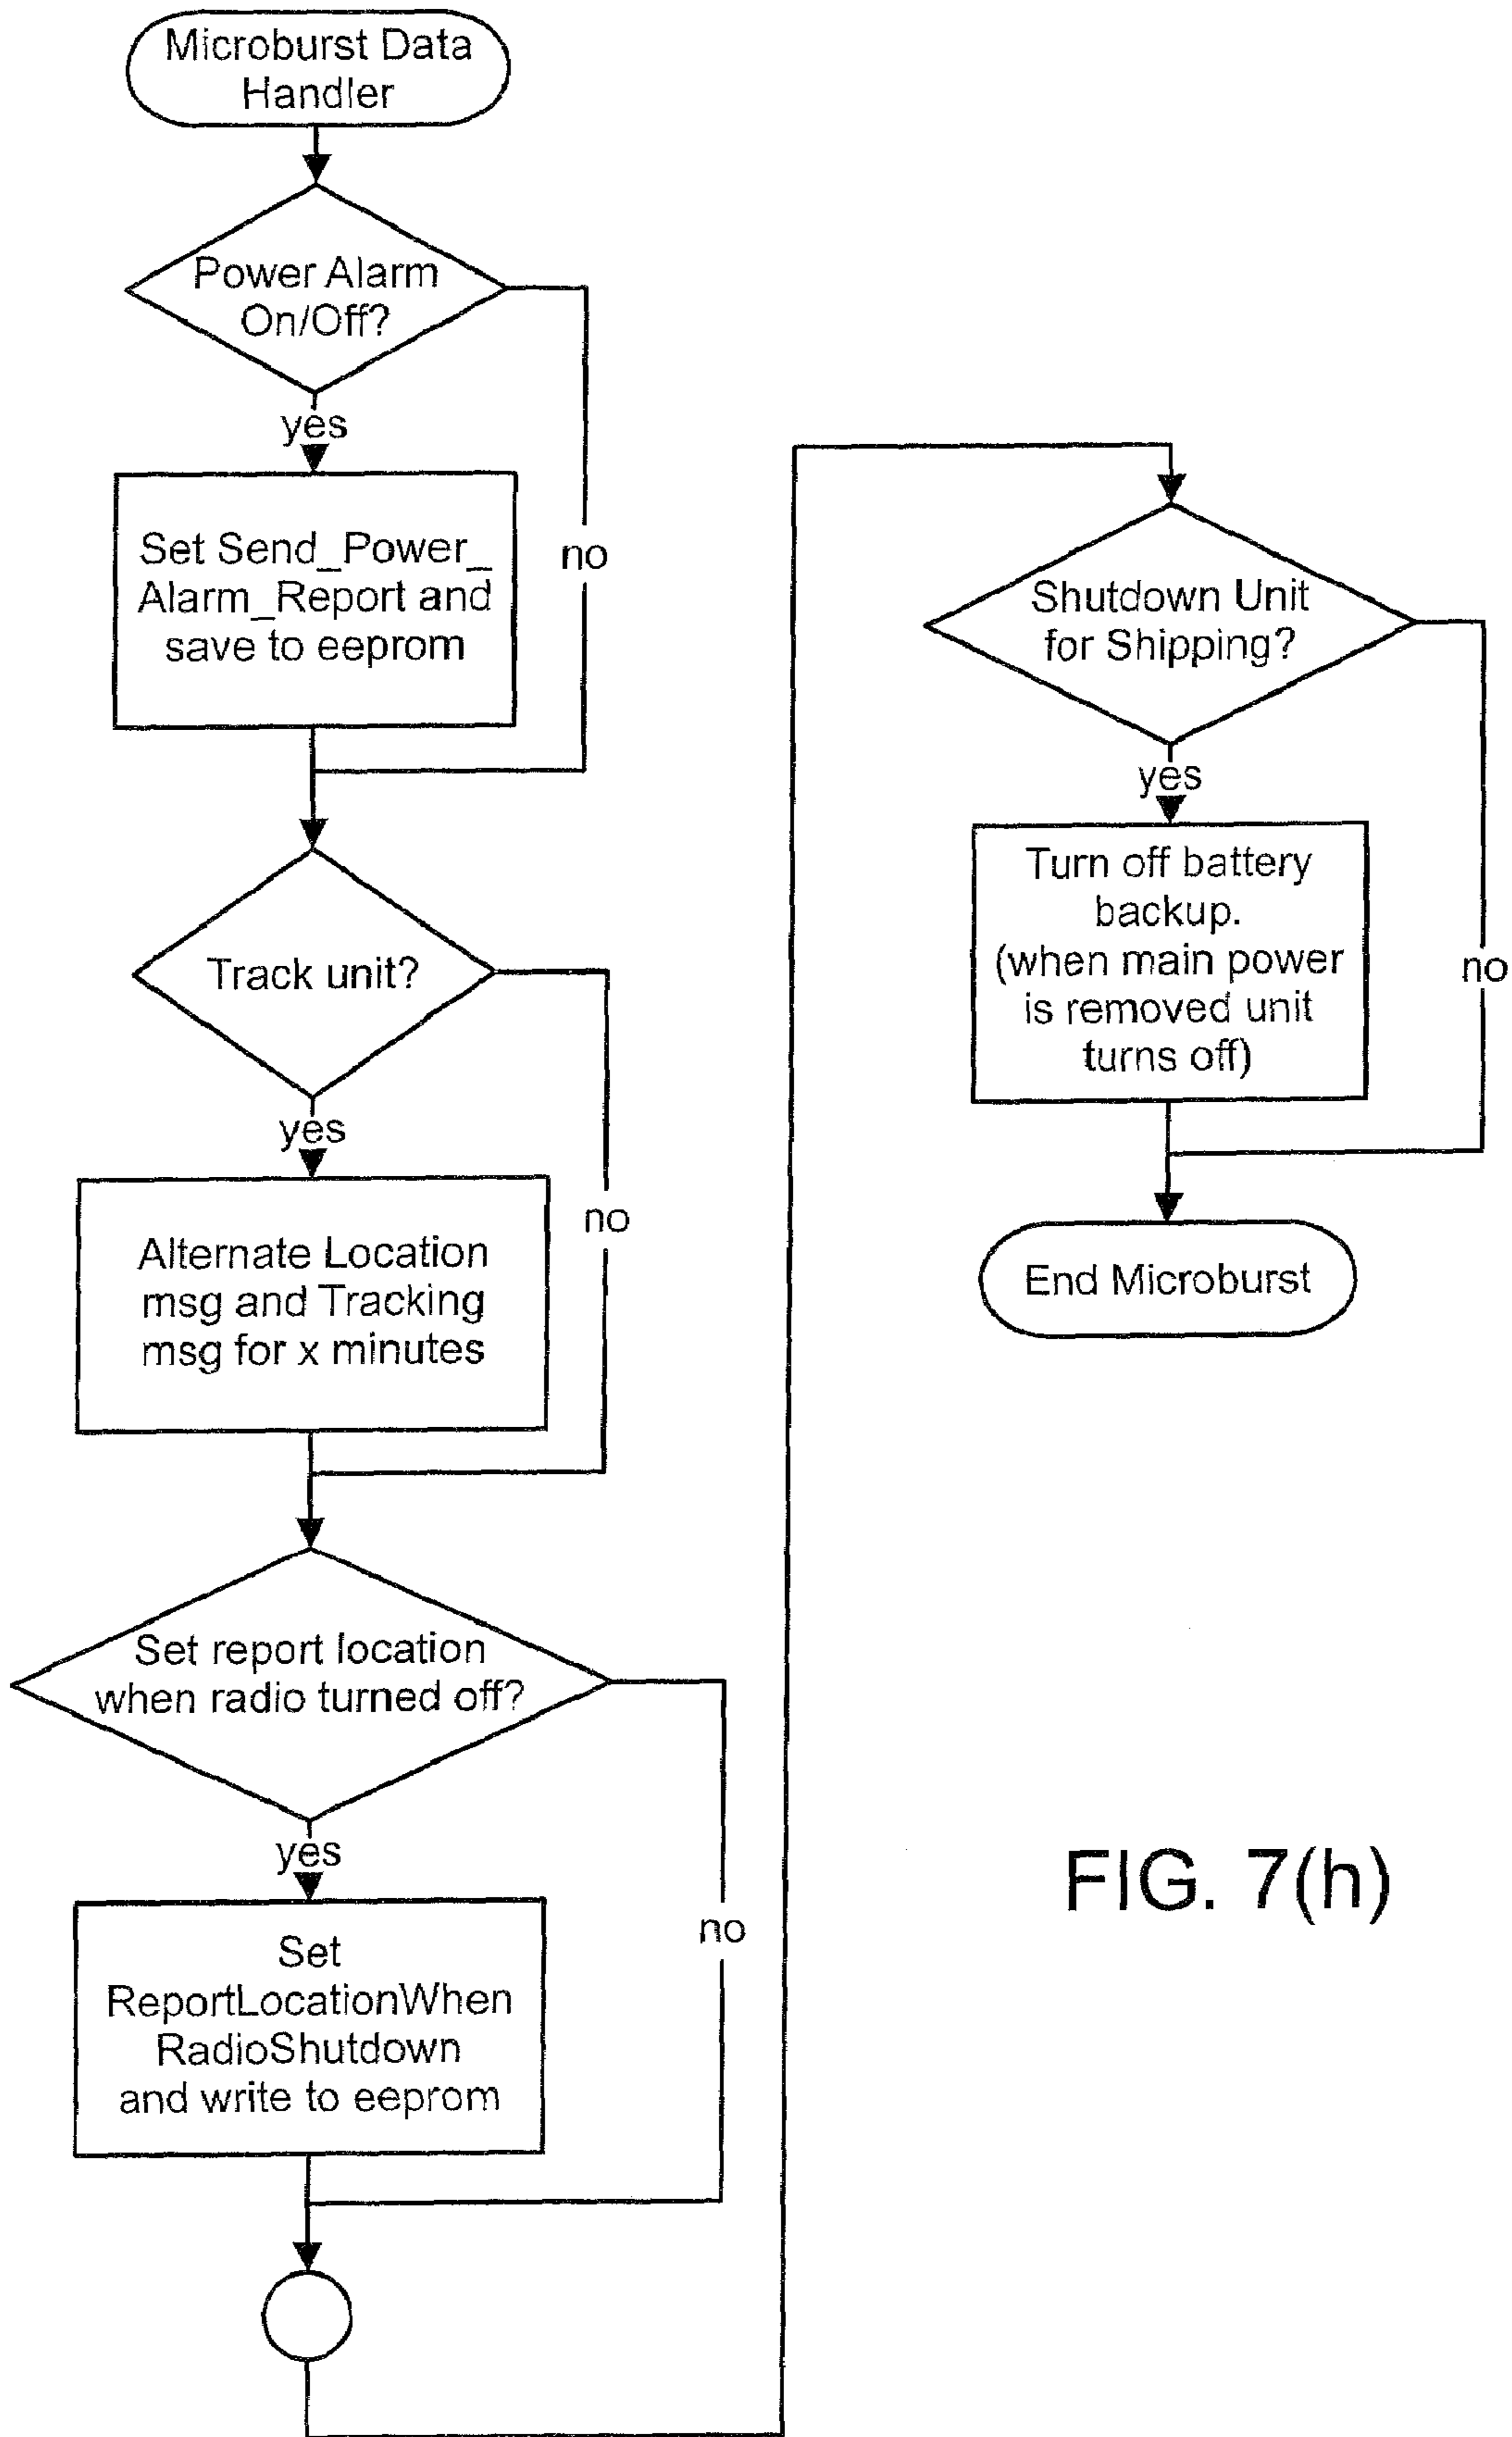 Microburst Data
Handler
Power Alarm
On/Off?
yes
no
Set Send_Power_
Alarm_Report and
save to eeprom
Track unit?
yes
no
Alternate Location
msg and Tracking
msg for x minutes
Set report location
when radio turned off?
yes
no
Set
ReportLocationWhen
RadioShutdown
and write to eeprom
Shutdown Unit
for Shipping?
yes
no
Turn off battery
backup.
(when main power
is removed unit
turns off)
End Microburst
FIG. 7(h)